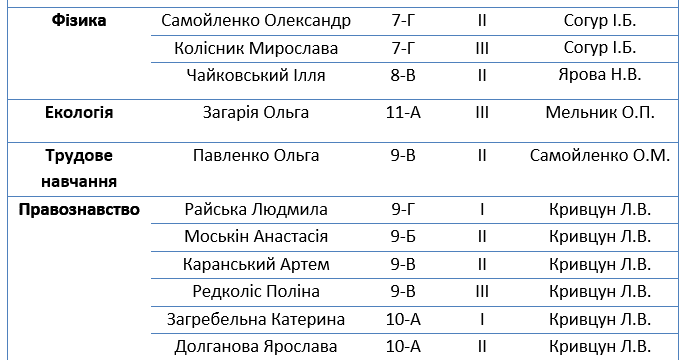 Фізика Самойленко Олександр 7-Г II Согур І.Б.
Колісник Мирослава 7-Г III Согур І.Б.
Чайковський Ілля 8-В II Ярова Н.В.
Екологія Загарія Ольга 11-А III Мельник О.П.
Трудове навчання Павленко Ольга 9-В II Самойленко О.М.
Правознавство Райська Людмила 9-Г I Кривцун Л.В.
Моськін Анастасія 9-Б II Кривцун Л.В.
Каранський Артем 9-В II Кривцун Л.В.
Редколіс Поліна 9-В III Кривцун Л.В.
Загребельна Катерина 10-А I Кривцун Л.В.
Долганова Ярослава 10-А II Кривцун Л.В.